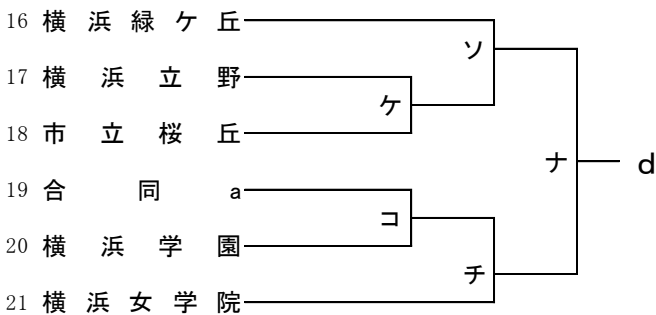 16 横浜緑ケ丘
ソ
17 横浜立野
ケ
18 市立桜丘
ナ d
19 合同a
コ
20 横浜学園
チ
21 横浜女学院